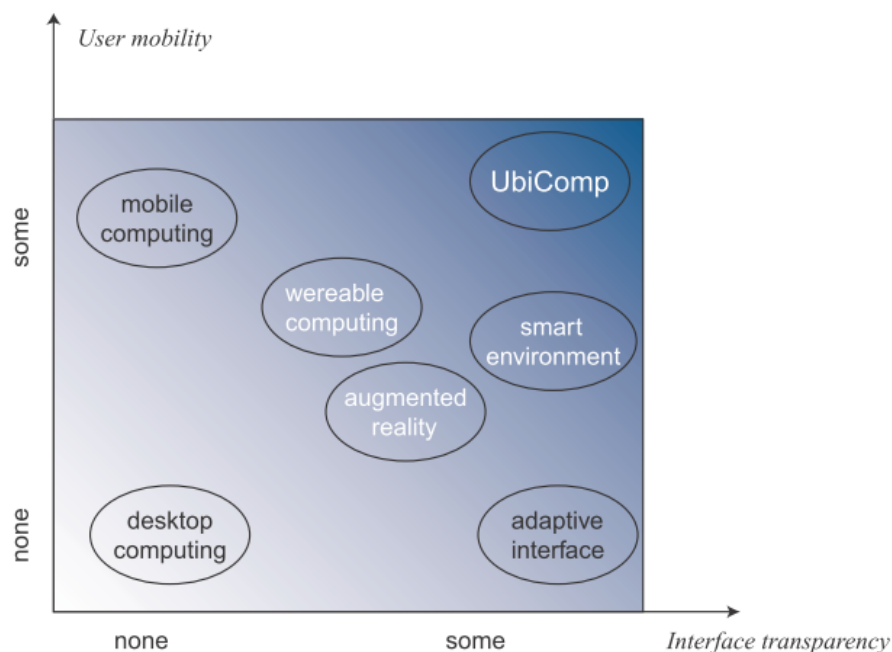 User mobility
UbiComp
mobile
computing
some
wereable
computing
smart
environment
augmented
reality
none
desktop
computing
adaptive
interface
none
some
Interface transparency